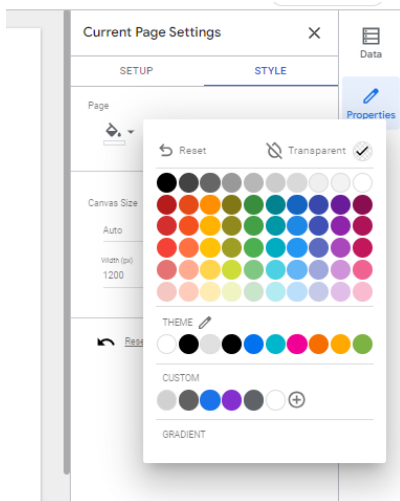 Current Page Settings
Data
SETUP
STYLE
Properties
Page
Reset
Transparent
Canvas Size
Auto
Width (px)
1200
THEME
Rese
CUSTOM
GRADIENT